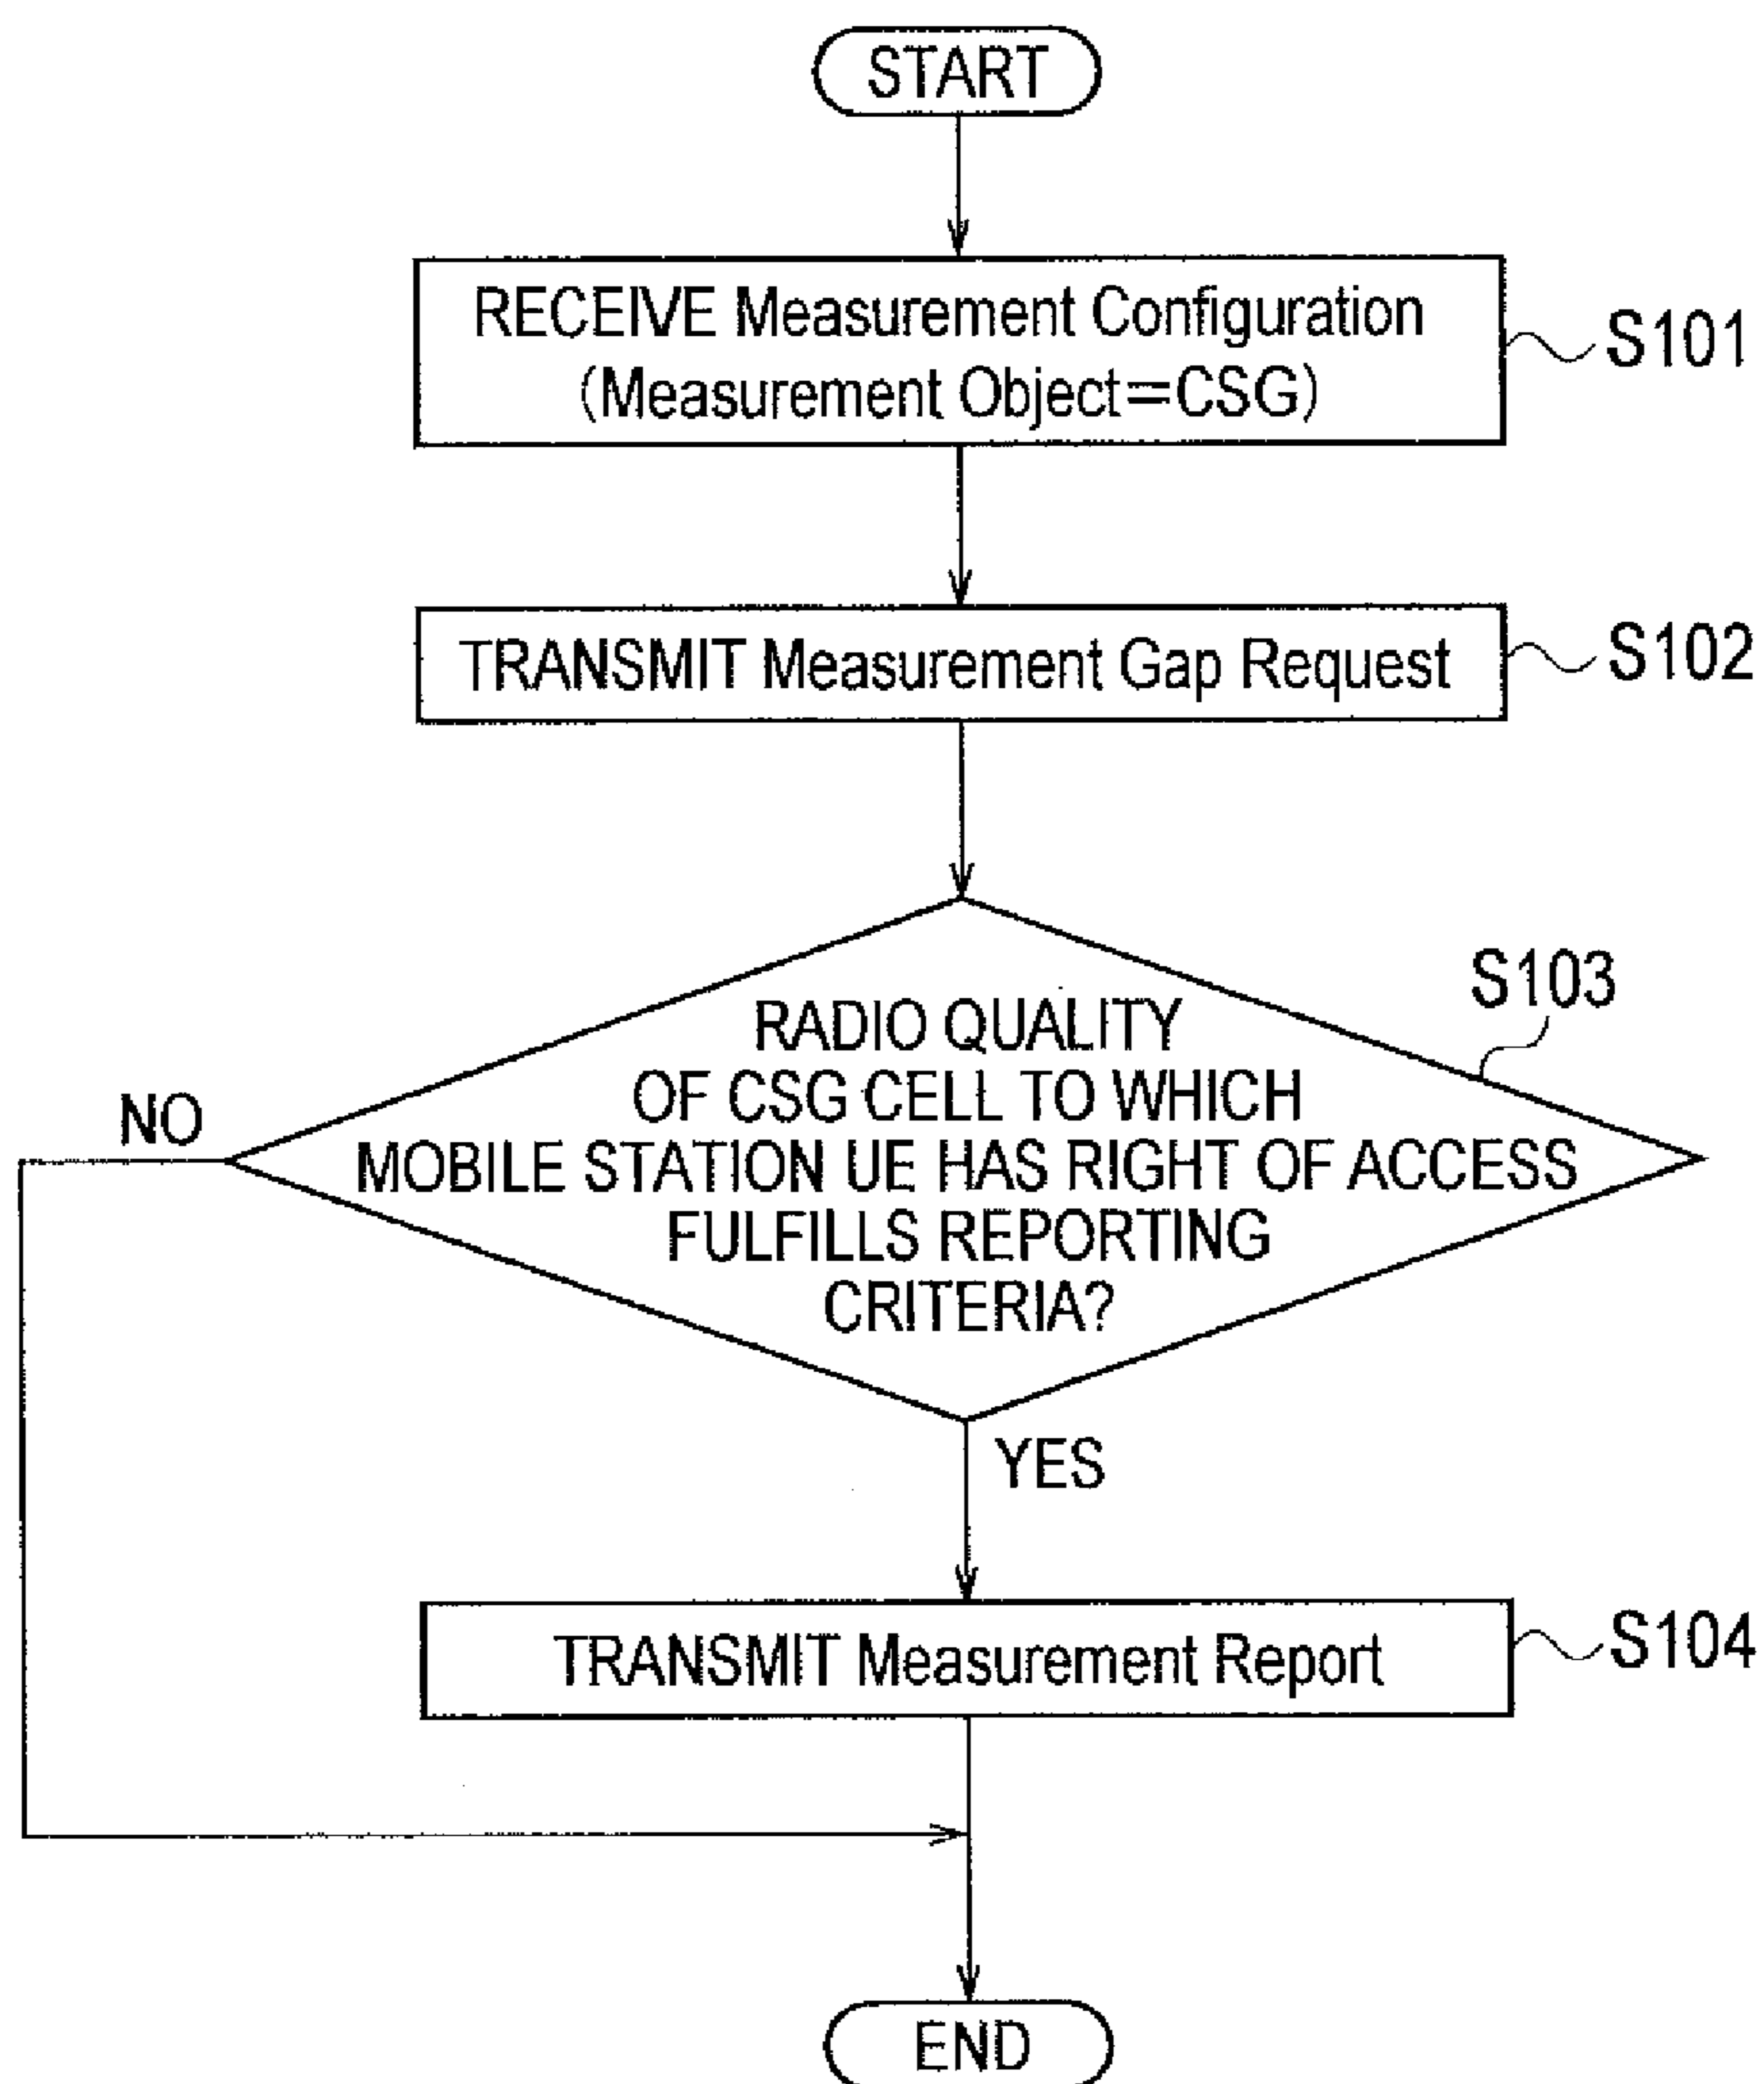 START
RECEIVE Measurement Configuration
(Measurement Object=CSG)
S101
TRANSMIT Measurement Gap Request
S102
S103
RADIO QUALITY
OF CSG CELL TO WHICH
MOBILE STATION UE HAS RIGHT OF ACCESS
FULFILLS REPORTING
CRITERIA?
NO
YES
TRANSMIT Measurement Report
S104
END